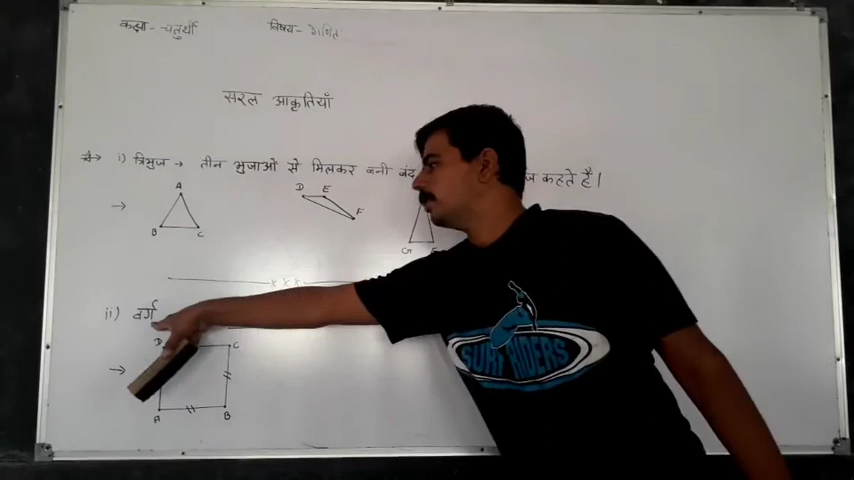 कक्षा - चतुर्थी विषय - गणित
सरल आकृतियाँ
i) त्रिभुज → तीन भुजाओं से मिलकर बनी बंद कहते है।
→ A B C D E F G
ii) वर्ग
→ D C A B
SURF RIDERS